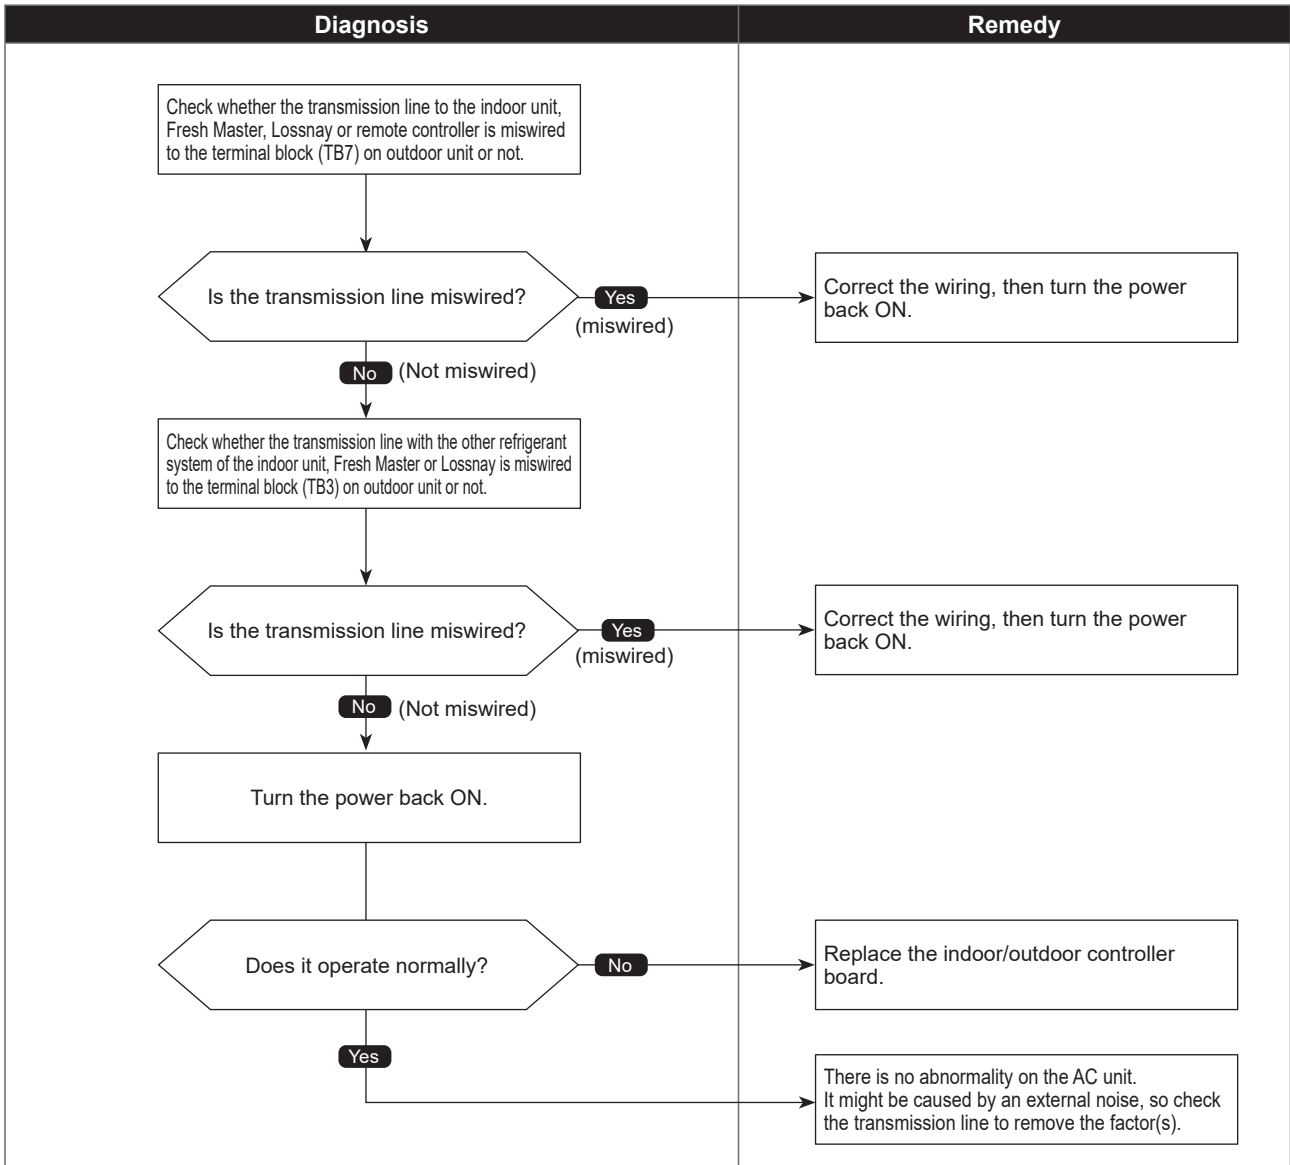 Diagnosis
Remedy
Check whether the transmission line to the indoor unit,
Fresh Master, Lossnay or remote controller is miswired
to the terminal block (TB7) on outdoor unit or not.
Is the transmission line miswired?
Yes
(miswired)
Correct the wiring, then turn the power
back ON.
No (Not miswired)
Check whether the transmission line with the other refrigerant
system of the indoor unit, Fresh Master or Lossnay is miswired
to the terminal block (TB3) on outdoor unit or not.
Is the transmission line miswired?
Yes
(miswired)
Correct the wiring, then turn the power
back ON.
No (Not miswired)
Turn the power back ON.
Does it operate normally?
No
Replace the indoor/outdoor controller
board.
Yes
There is no abnormality on the AC unit.
It might be caused by an external noise, so check
the transmission line to remove the factor(s).